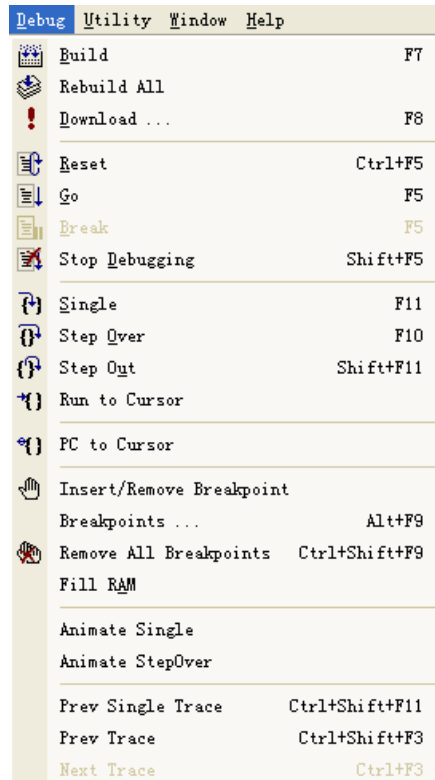 Debug Utility Window Help
Build F7
Rebuild All
Download ... F8
Reset Ctrl+F5
Go F5
Break F5
Stop Debugging Shift+F5
Single F11
Step Over F10
Step Out Shift+F11
Run to Cursor
PC to Cursor
Insert/Remove Breakpoint
Breakpoints ... Alt+F9
Remove All Breakpoints Ctrl+Shift+F9
Fill RAM
Animate Single
Animate StepOver
Prev Single Trace Ctrl+Shift+F11
Prev Trace Ctrl+Shift+F3
Next Trace Ctrl+F3